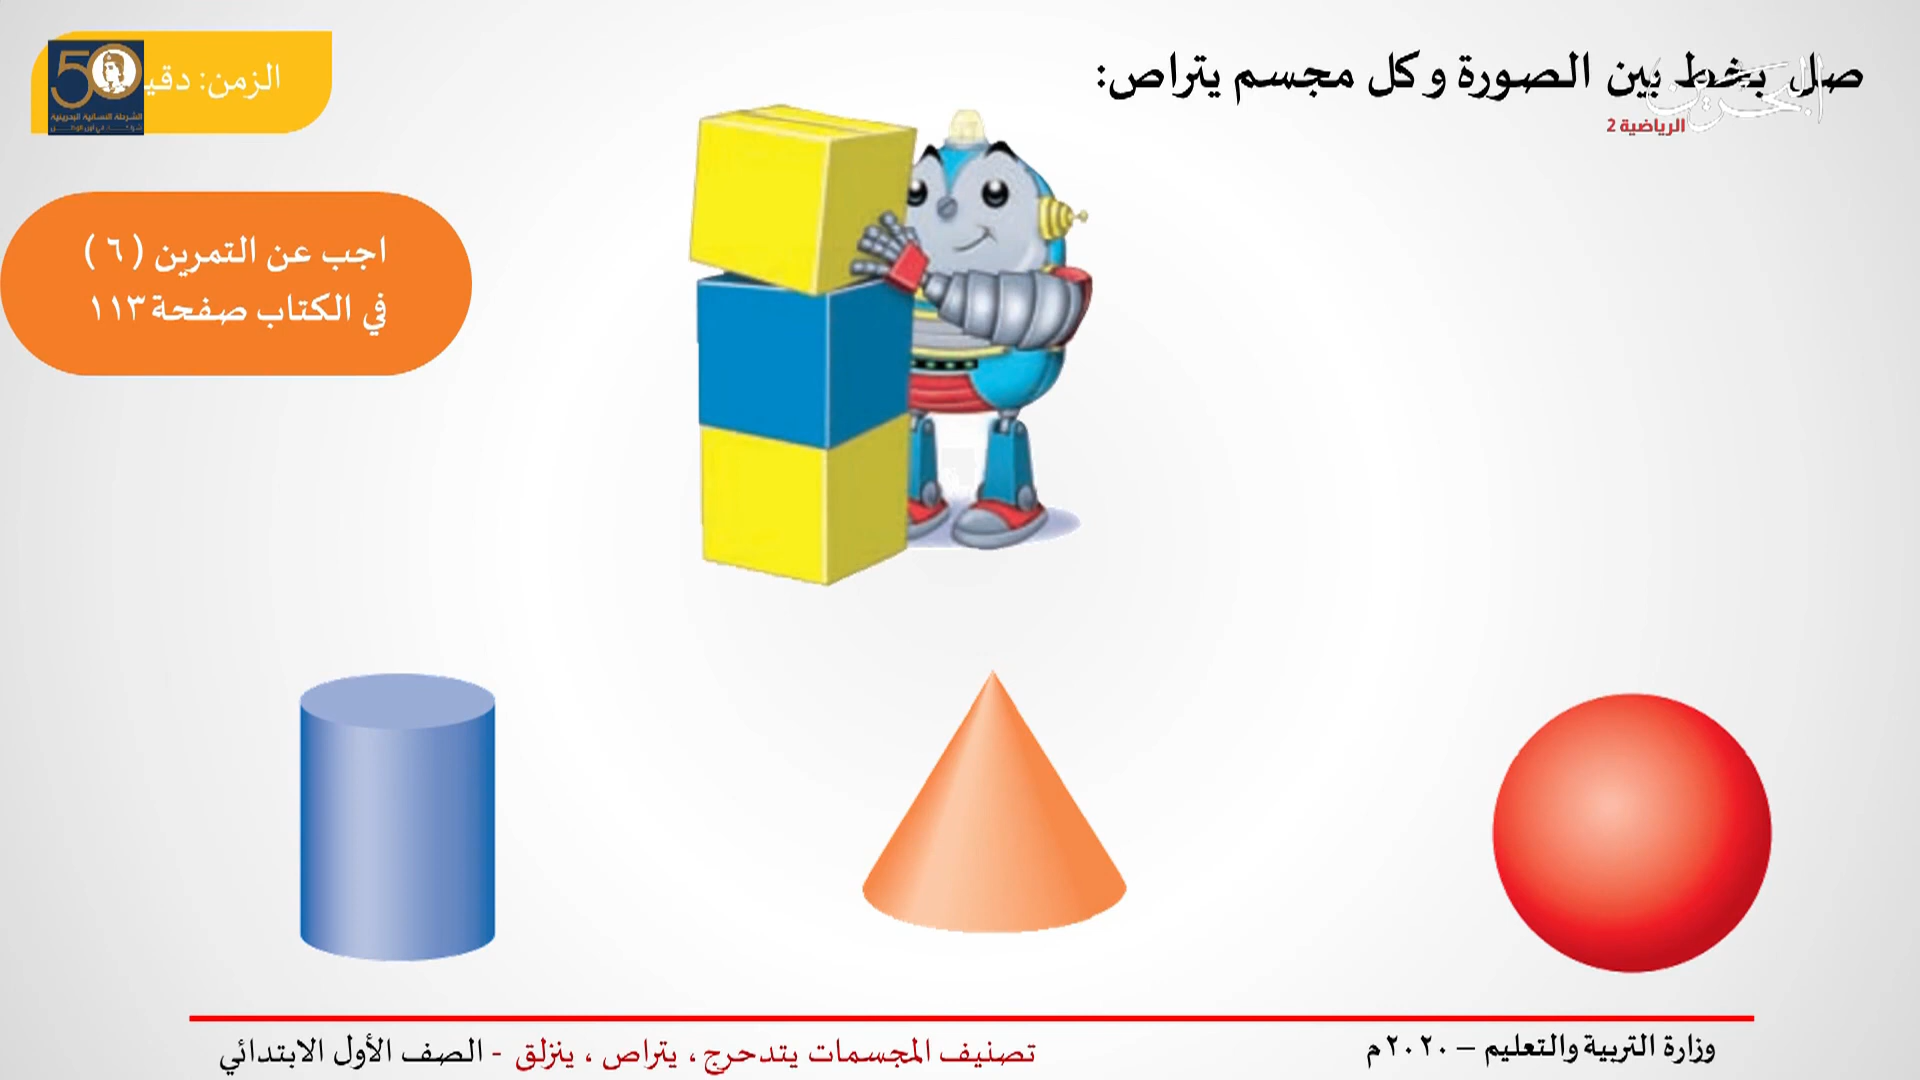 صل بخط بين الصورة وكل مجسم يتراص:
الرياضية 2
الزمن:
50
اجب عن التمرين (٦)
في الكتاب صفحة ١١٣
وزارة التربية والتعليم – ٢٠٢٠م
تصنيف المجسمات يتدحرج، يتراص، ينزلق - الصف الأول الابتدائي